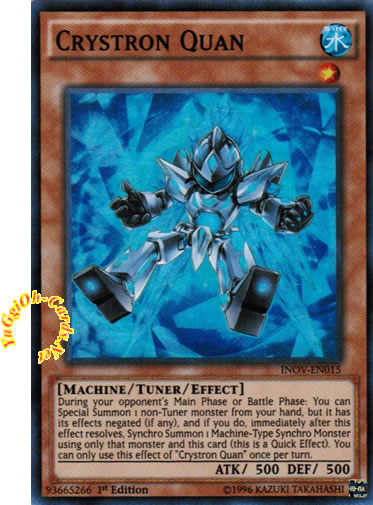 CRYSTRON QUAN
WATER
水
YuGiOh-Cards.Net
INOV-EN015
[MACHINE/TUNER/EFFECT]
During your opponent's Main Phase or Battle Phase: You can
Special Summon 1 non-Tuner monster from your hand, but it has
its effects negated (if any), and if you do, immediately after this
effect resolves, Synchro Summon 1 Machine-Type Synchro Monster
using only that monster and this card (this is a Quick Effect). You
can only use this effect of "Crystron Quan" once per turn.
ATK/ 500 DEF/ 500
93665266 1st Edition ©1996 KAZUKI TAKAHASHI